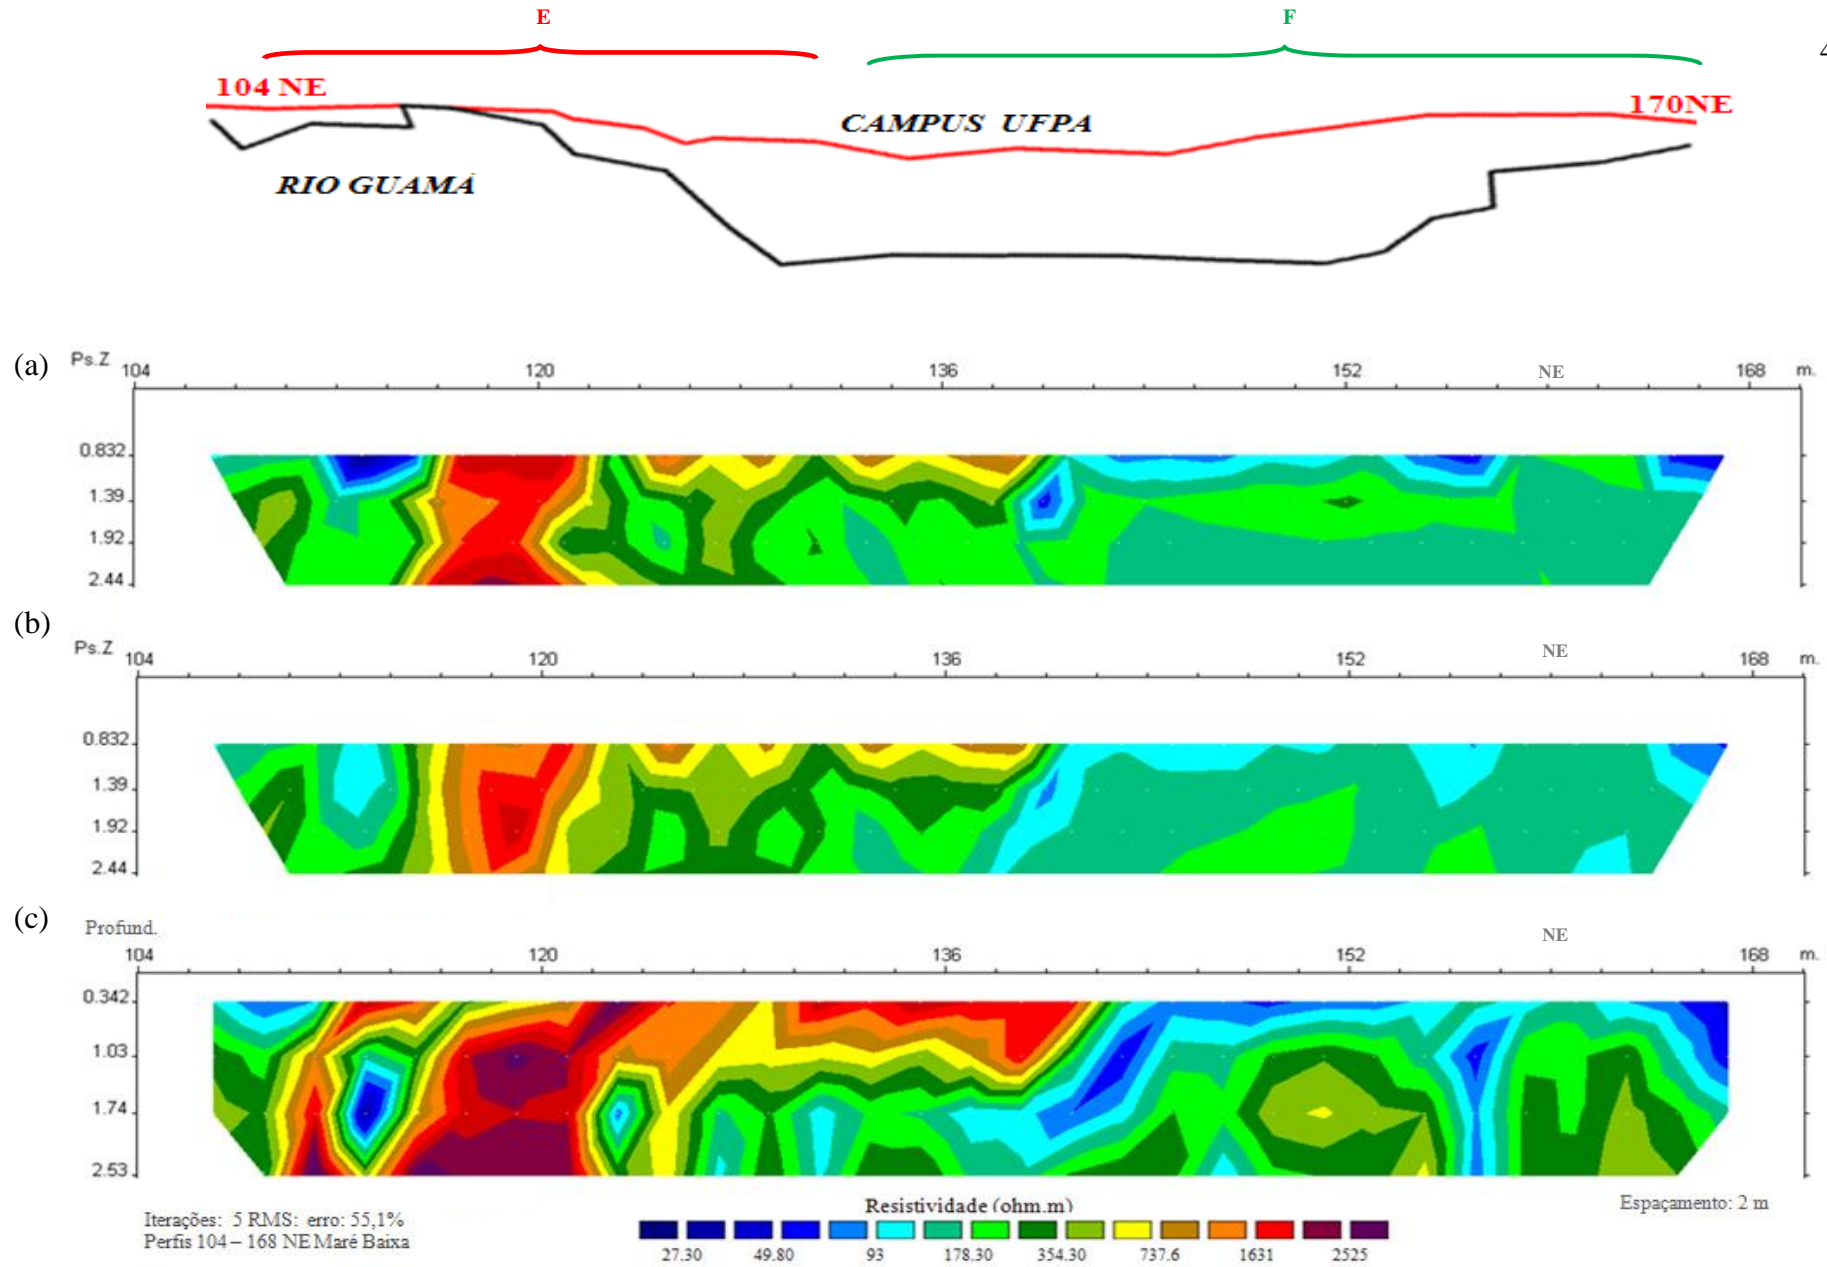 E F
4
104 NE
170NE
CAMPUS UFPA
RIO GUAMÁ
(a) Ps.Z 104 120 136 152 NE 168 m.
0.832
1.39
1.92
2.44
(b) Ps.Z 104 120 136 152 NE 168 m.
0.832
1.39
1.92
2.44
(c) Profund. 104 120 136 152 NE 168 m.
0.342
1.03
1.74
2.53
Resistividade (ohm.m)
Espaçamento: 2 m
Iterações: 5 RMS: erro: 55,1%
Perfis 104 – 168 NE Maré Baixa
27.30 49.80 93 178.30 354.30 737.6 1631 2525